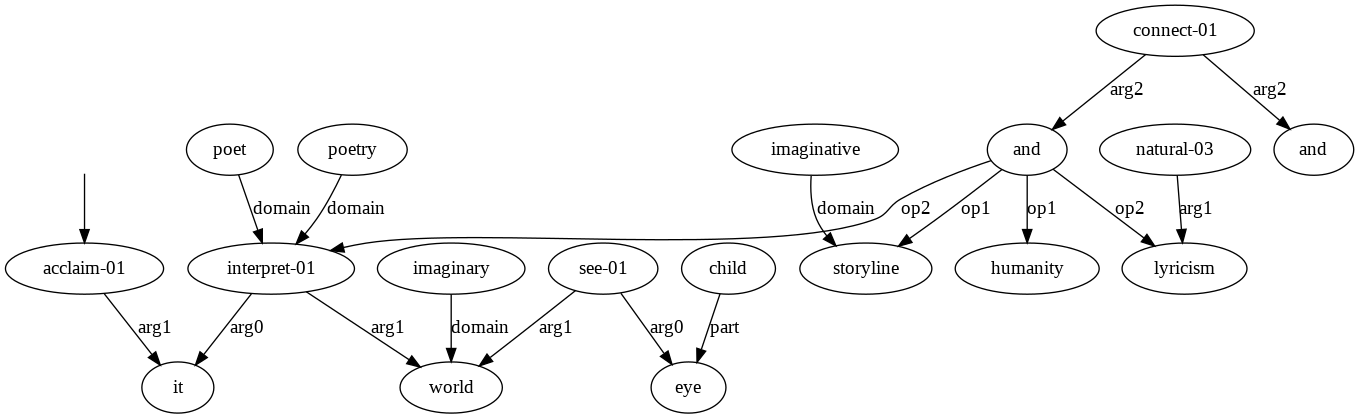 connect-01
arg2 arg2
poet poetry imaginative and natural-03 and
domain domain domain op2 op1 op1 op2 arg1
acclaim-01 interpret-01 imaginary see-01 child storyline humanity lyricism
arg1 arg0 arg1 domain arg1 arg0 part
it world eye